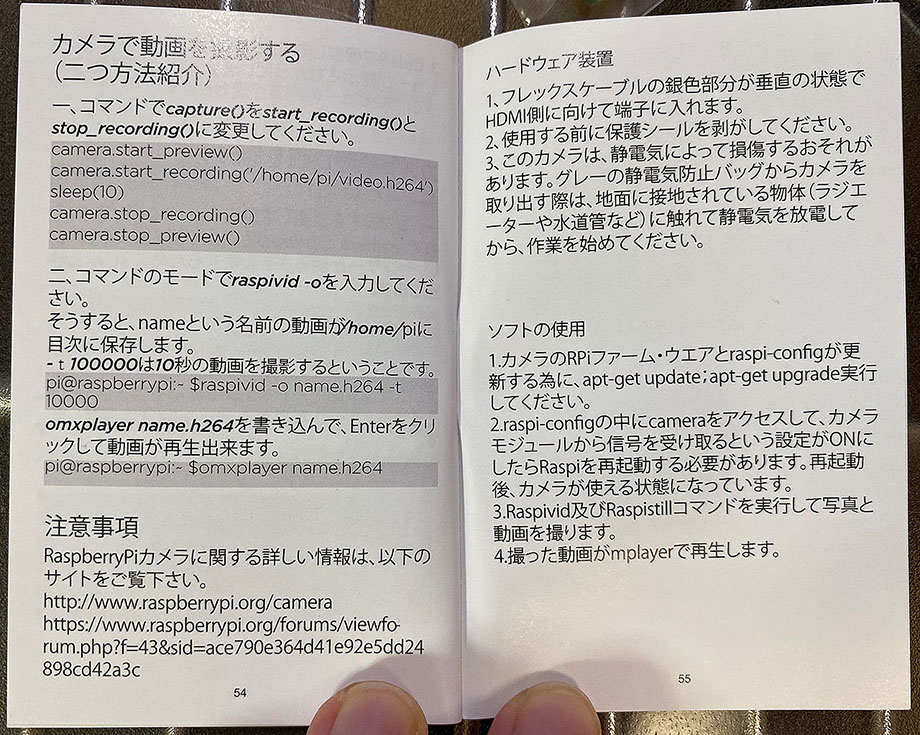 カメラで動画を撮影する
（二つ方法紹介）
一、コマンドでcapture()をstart_recording()と
stop_recording()に変更してください。
camera.start_preview()
camera.start_recording('/home/pi/video.h264')
sleep(10)
camera.stop_recording()
camera.stop_preview()
二、コマンドのモードでraspivid -oを入力してくだ
さい。
そうすると、nameという名前の動画が/home/piに
目次に保存します。
- t 100000は10秒の動画を撮影するということです。
pi@raspberrypi:~ $raspivid -o name.h264 -t
10000
omxplayer name.h264を書き込んで、Enterをクリ
ックして動画が再生出来ます。
pi@raspberrypi:~ $omxplayer name.h264
注意事項
RaspberryPiカメラに関する詳しい情報は、以下の
サイトをご覧下さい。
http://www.raspberrypi.org/camera
https://www.raspberrypi.org/forums/viewfo-
rum.php?f=43&sid=ace790e364d41e92e5dd24
898cd42a3c
54
ハードウェア装置
1、フレックスケーブルの銀色部分が垂直の状態で
HDMI側に向けて端子に入れます。
2、使用する前に保護シールを剥がしてください。
3、このカメラは、静電気によって損傷するおそれが
あります。グレーの静電気防止バッグからカメラを
取り出す際は、地面に接地されている物体（ラジエ
ーターや水道管など）に触れて静電気を放電して
から、作業を始めてください。
ソフトの使用
1.カメラのRPiファーム・ウエアとraspi-configが更
新する為に、apt-get update；apt-get upgrade実行
してください。
2.raspi-configの中にcameraをアクセスして、カメラ
モジュールから信号を受け取るという設定がONに
したらRaspiを再起動する必要があります。再起動
後、カメラが使える状態になっています。
3.Raspivid及びRaspistillコマンドを実行して写真と
動画を撮ります。
4.撮った動画がmplayerで再生します。
55